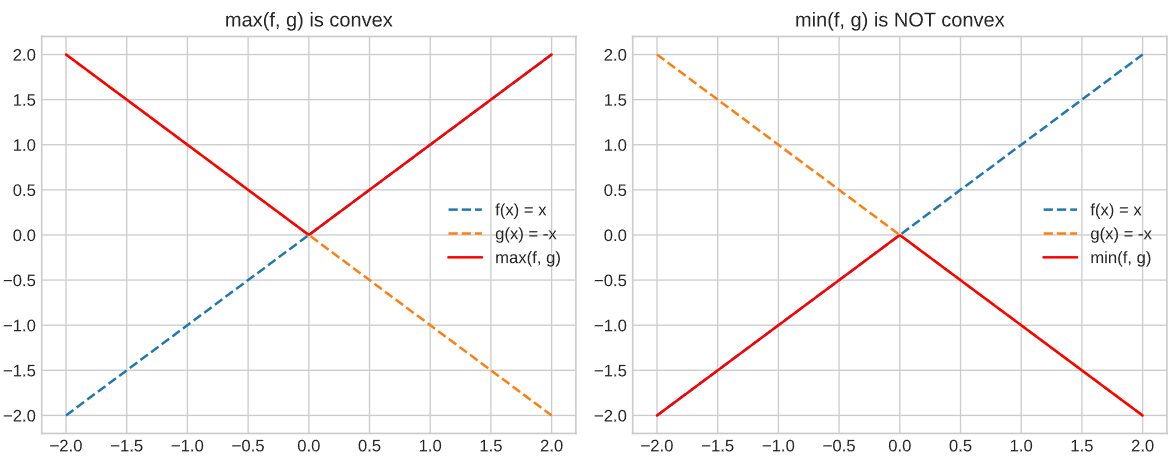 max(f, g) is convex
2.0
1.5
1.0
0.5
0.0
−0.5
−1.0
−1.5
−2.0
−2.0 −1.5 −1.0 −0.5 0.0 0.5 1.0 1.5 2.0
f(x) = x
g(x) = -x
max(f, g)
min(f, g) is NOT convex
2.0
1.5
1.0
0.5
0.0
−0.5
−1.0
−1.5
−2.0
−2.0 −1.5 −1.0 −0.5 0.0 0.5 1.0 1.5 2.0
f(x) = x
g(x) = -x
min(f, g)